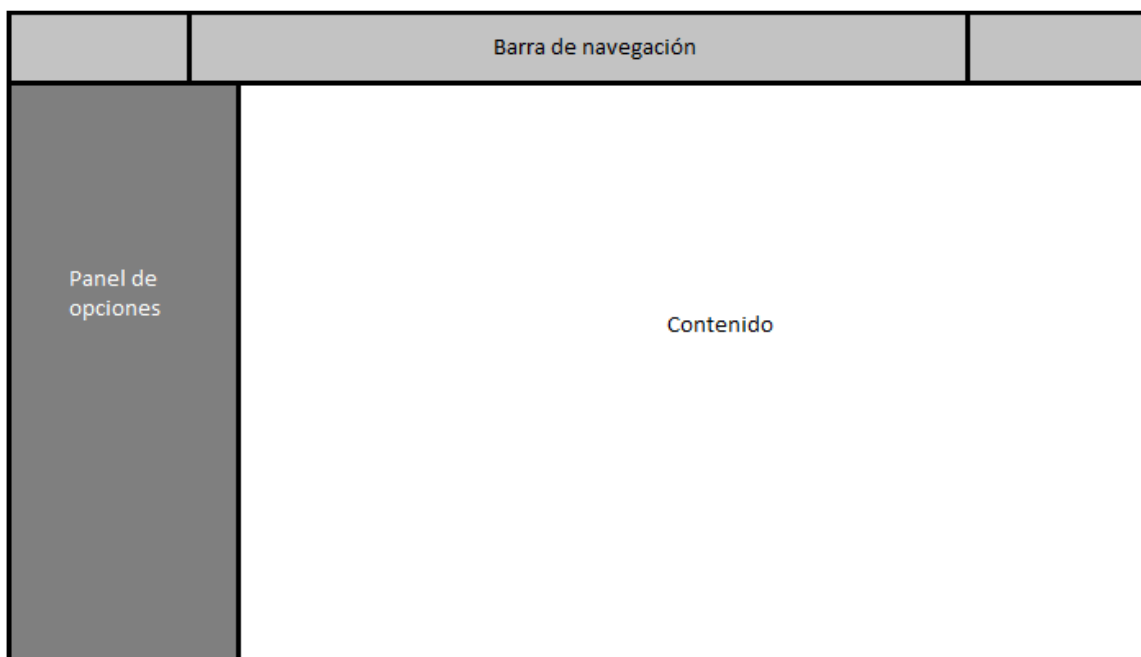 Barra de navegación
Panel de
opciones
Contenido